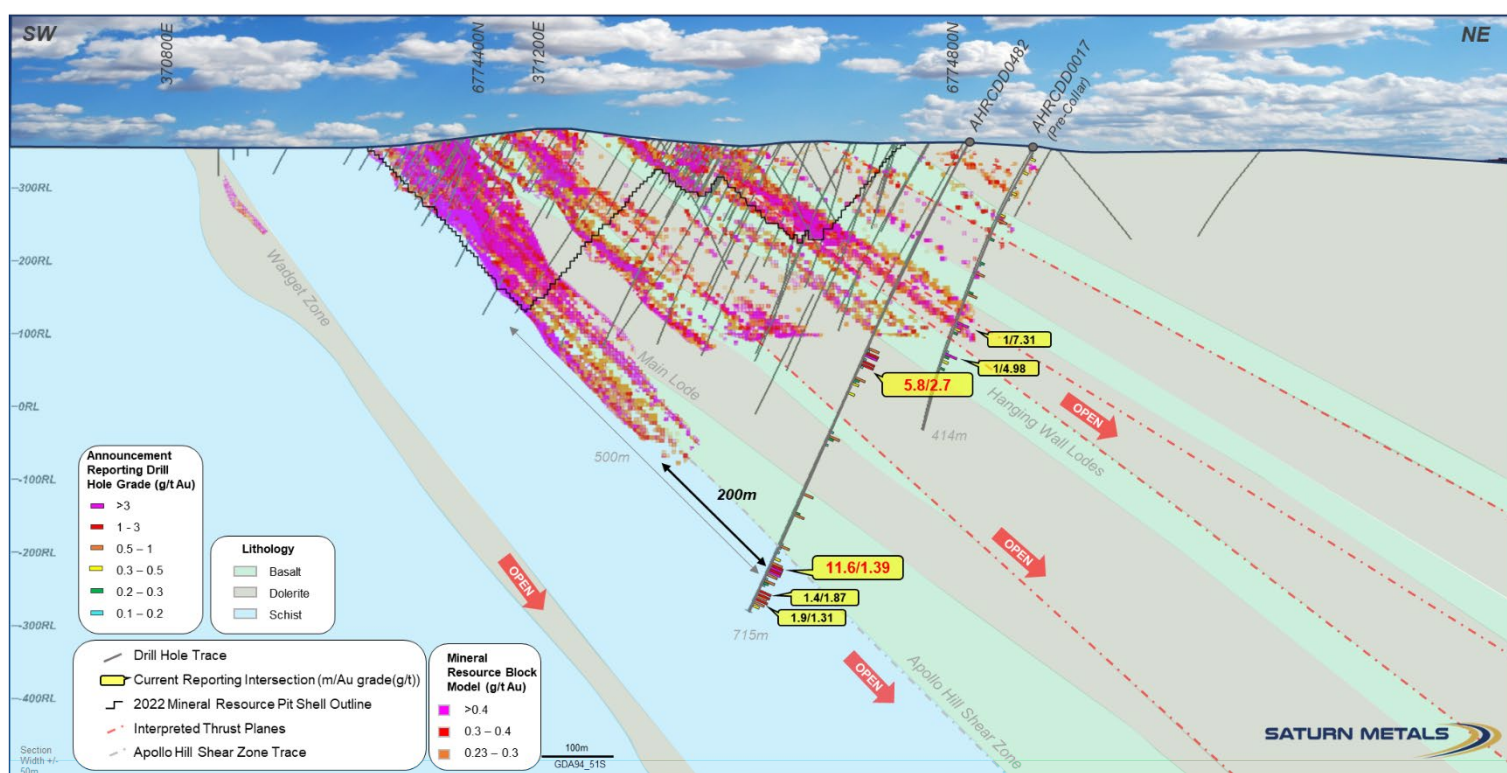 SW
370800E
6774400N
371200E
6774800N
AHRCDD0482
AHRCDD0017
(Pre-Collar)
NE
300RL
200RL
100RL
0RL
-100RL
-200RL
-300RL
-400RL
Wadget Zone
Main Lode
Hanging Wall Lodes
Apollo Hill Shear Zone
1/7.31
1/4.98
5.8/2.7
414m
500m
200m
11.6/1.39
1.4/1.87
1.9/1.31
715m
OPEN
OPEN
OPEN
OPEN
Announcement
Reporting Drill
Hole Grade (g/t Au)
>3
1 - 3
0.5 – 1
0.3 – 0.5
0.2 – 0.3
0.1 – 0.2
Lithology
Basalt
Dolerite
Schist
Drill Hole Trace
Current Reporting Intersection (m/Au grade(g/t))
2022 Mineral Resource Pit Shell Outline
Interpreted Thrust Planes
Apollo Hill Shear Zone Trace
Mineral
Resource Block
Model (g/t Au)
>0.4
0.3 – 0.4
0.23 – 0.3
100m
GDA94_51S
Section
Width +/-
50m
SATURN METALS